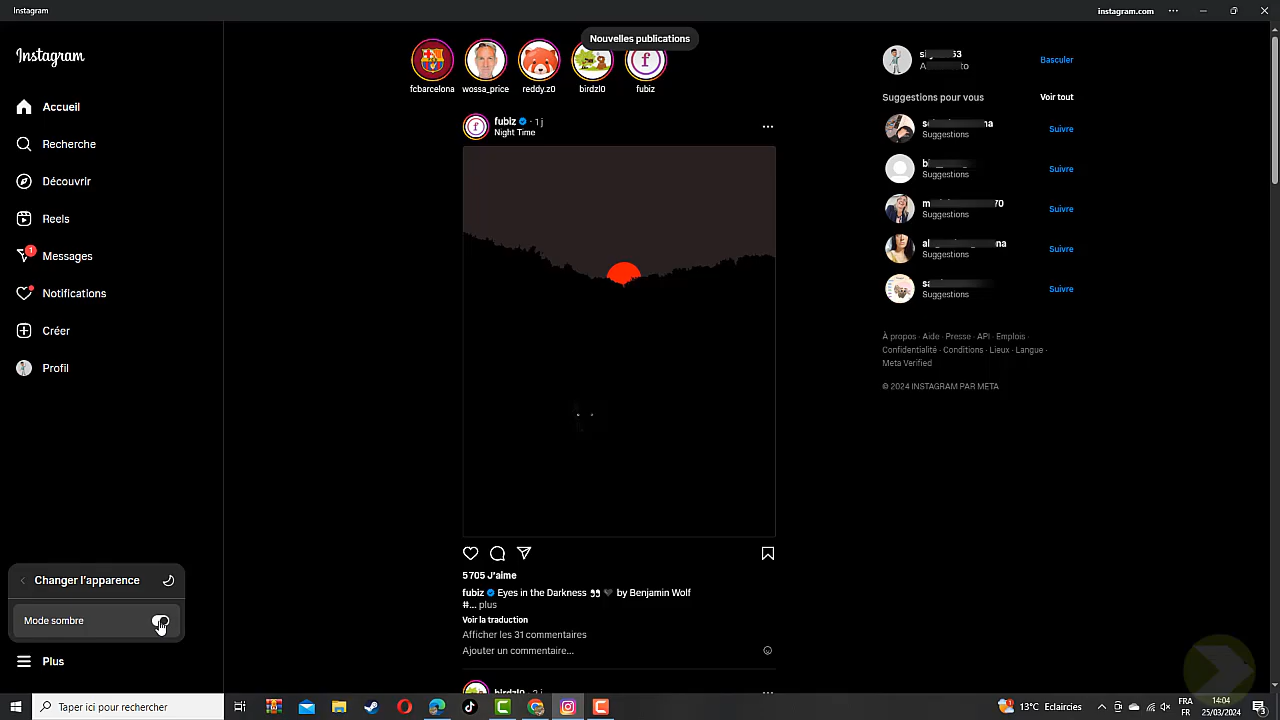 Instagram
instagram.com
Instagram
Accueil
Recherche
Découvrir
Reels
1
Messages
Notifications
Créer
Profil
Changer l'apparence
Mode sombre
Plus
Nouvelles publications
fcbarcelona
wossa_price
reddy.z0
birdzl0
fubiz
fubiz · 1 j
Night Time
5 705 J'aime
fubiz Eyes in the Darkness by Benjamin Wolf
#... plus
Voir la traduction
Afficher les 31 commentaires
Ajouter un commentaire...
birdzl0 · 2 j
Basculer
Suggestions pour vous
Voir tout
Suggestions
Suivre
Suggestions
Suivre
Suggestions
Suivre
Suggestions
Suivre
Suggestions
Suivre
À propos · Aide · Presse · API · Emplois ·
Confidentialité · Conditions · Lieux · Langue ·
Meta Verified
© 2024 INSTAGRAM PAR META
Taper ici pour rechercher
13°C Eclaircies
FRA
FR
14:04
25/03/2024